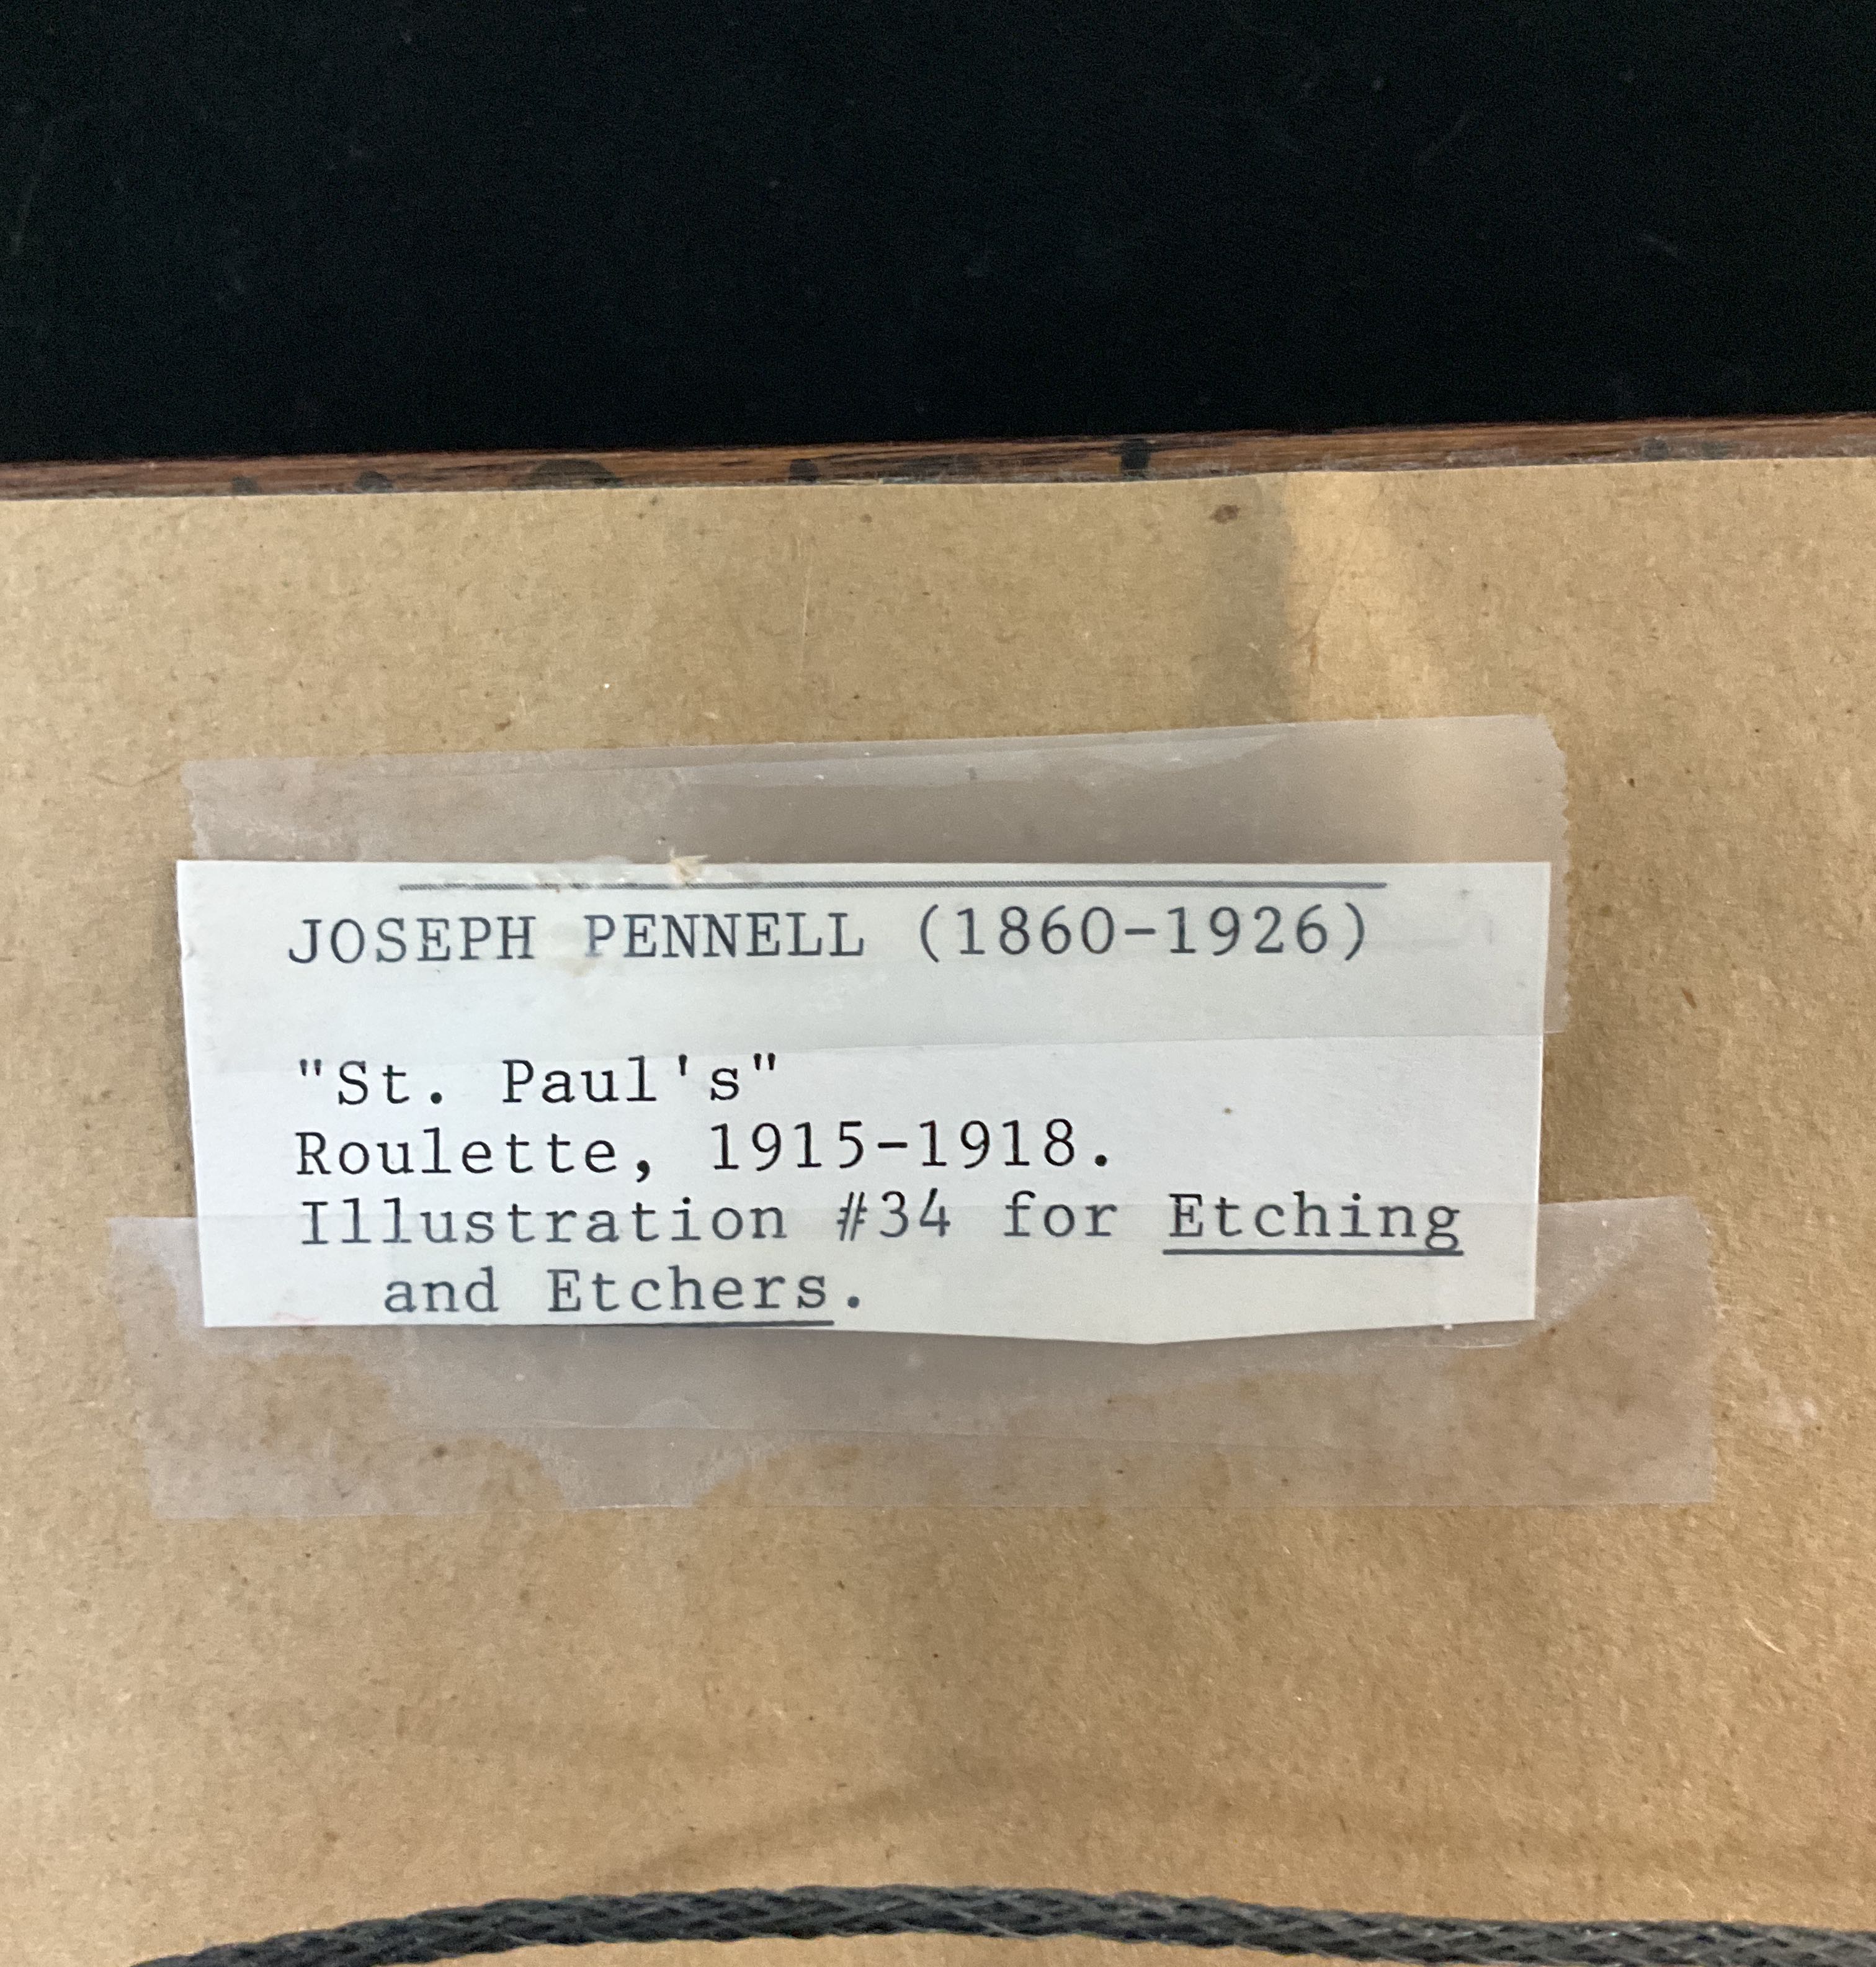 JOSEPH PENNELL (1860-1926)
"St. Paul's"
Roulette, 1915-1918.
Illustration #34 for Etching
and Etchers.